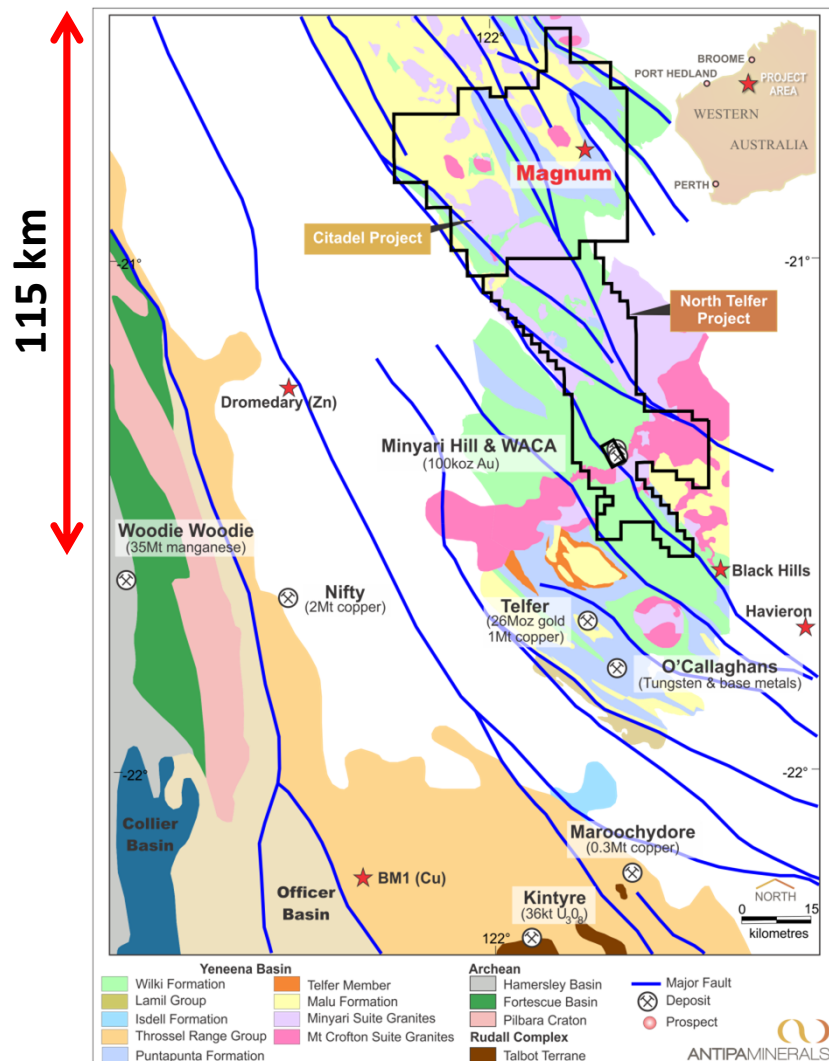 115 km
122°
BROOME
PORT HEDLAND
PROJECT
AREA
WESTERN
AUSTRALIA
PERTH
Magnum
Citadel Project
-21°
-21°
North Telfer
Project
Dromedary (Zn)
Minyari Hill & WACA
(100koz Au)
Woodie Woodie
(35Mt manganese)
Nifty
(2Mt copper)
Black Hills
Telfer
(26Moz gold
1Mt copper)
Havieron
O'Callaghans
(Tungsten & base metals)
-22°
-22°
Collier
Basin
Maroochydore
(0.3Mt copper)
BM1 (Cu)
Officer
Basin
Kintyre
(36kt U₃0₈)
NORTH
0 15
kilometres
122°
Yeneena Basin
Wilki Formation
Lamil Group
Isdell Formation
Throssel Range Group
Puntapunta Formation
Telfer Member
Malu Formation
Minyari Suite Granites
Mt Crofton Suite Granites
Archean
Hamersley Basin
Fortescue Basin
Pilbara Craton
Rudall Complex
Talbot Terrane
Major Fault
Deposit
Prospect
ANTIPAMINERALS